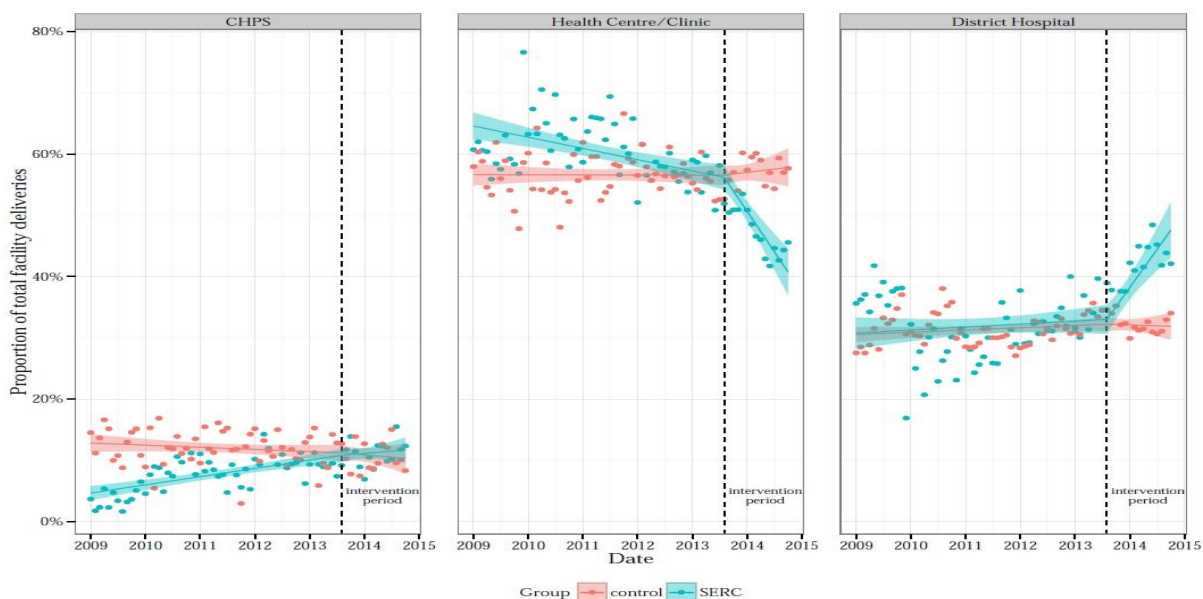 CHPS
Health Centre/Clinic
District Hospital
Proportion of total facility deliveries
80%
60%
40%
20%
0%
intervention
period
intervention
period
intervention
period
2009 2010 2011 2012 2013 2014 2015
2009 2010 2011 2012 2013 2014 2015
2009 2010 2011 2012 2013 2014 2015
Date
Group control SERC